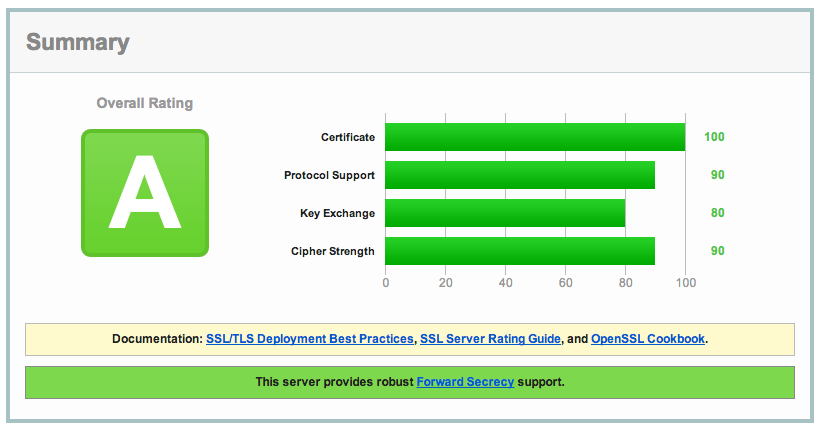 Summary
Overall Rating
A
Certificate 100
Protocol Support 90
Key Exchange 80
Cipher Strength 90
0 20 40 60 80 100
Documentation: SSL/TLS Deployment Best Practices, SSL Server Rating Guide, and OpenSSL Cookbook.
This server provides robust Forward Secrecy support.